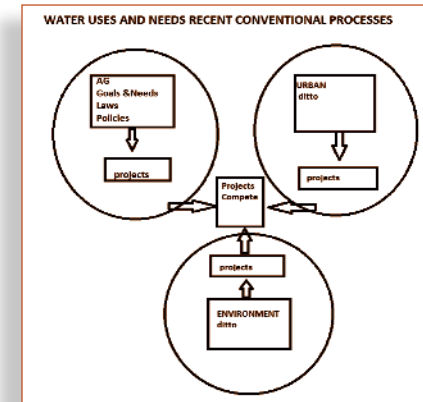 WATER USES AND NEEDS RECENT CONVENTIONAL PROCESSES
AG
Goals &Needs
Laws
Policies
projects
URBAN
ditto
projects
Projects
Compete
projects
ENVIRONMENT
ditto